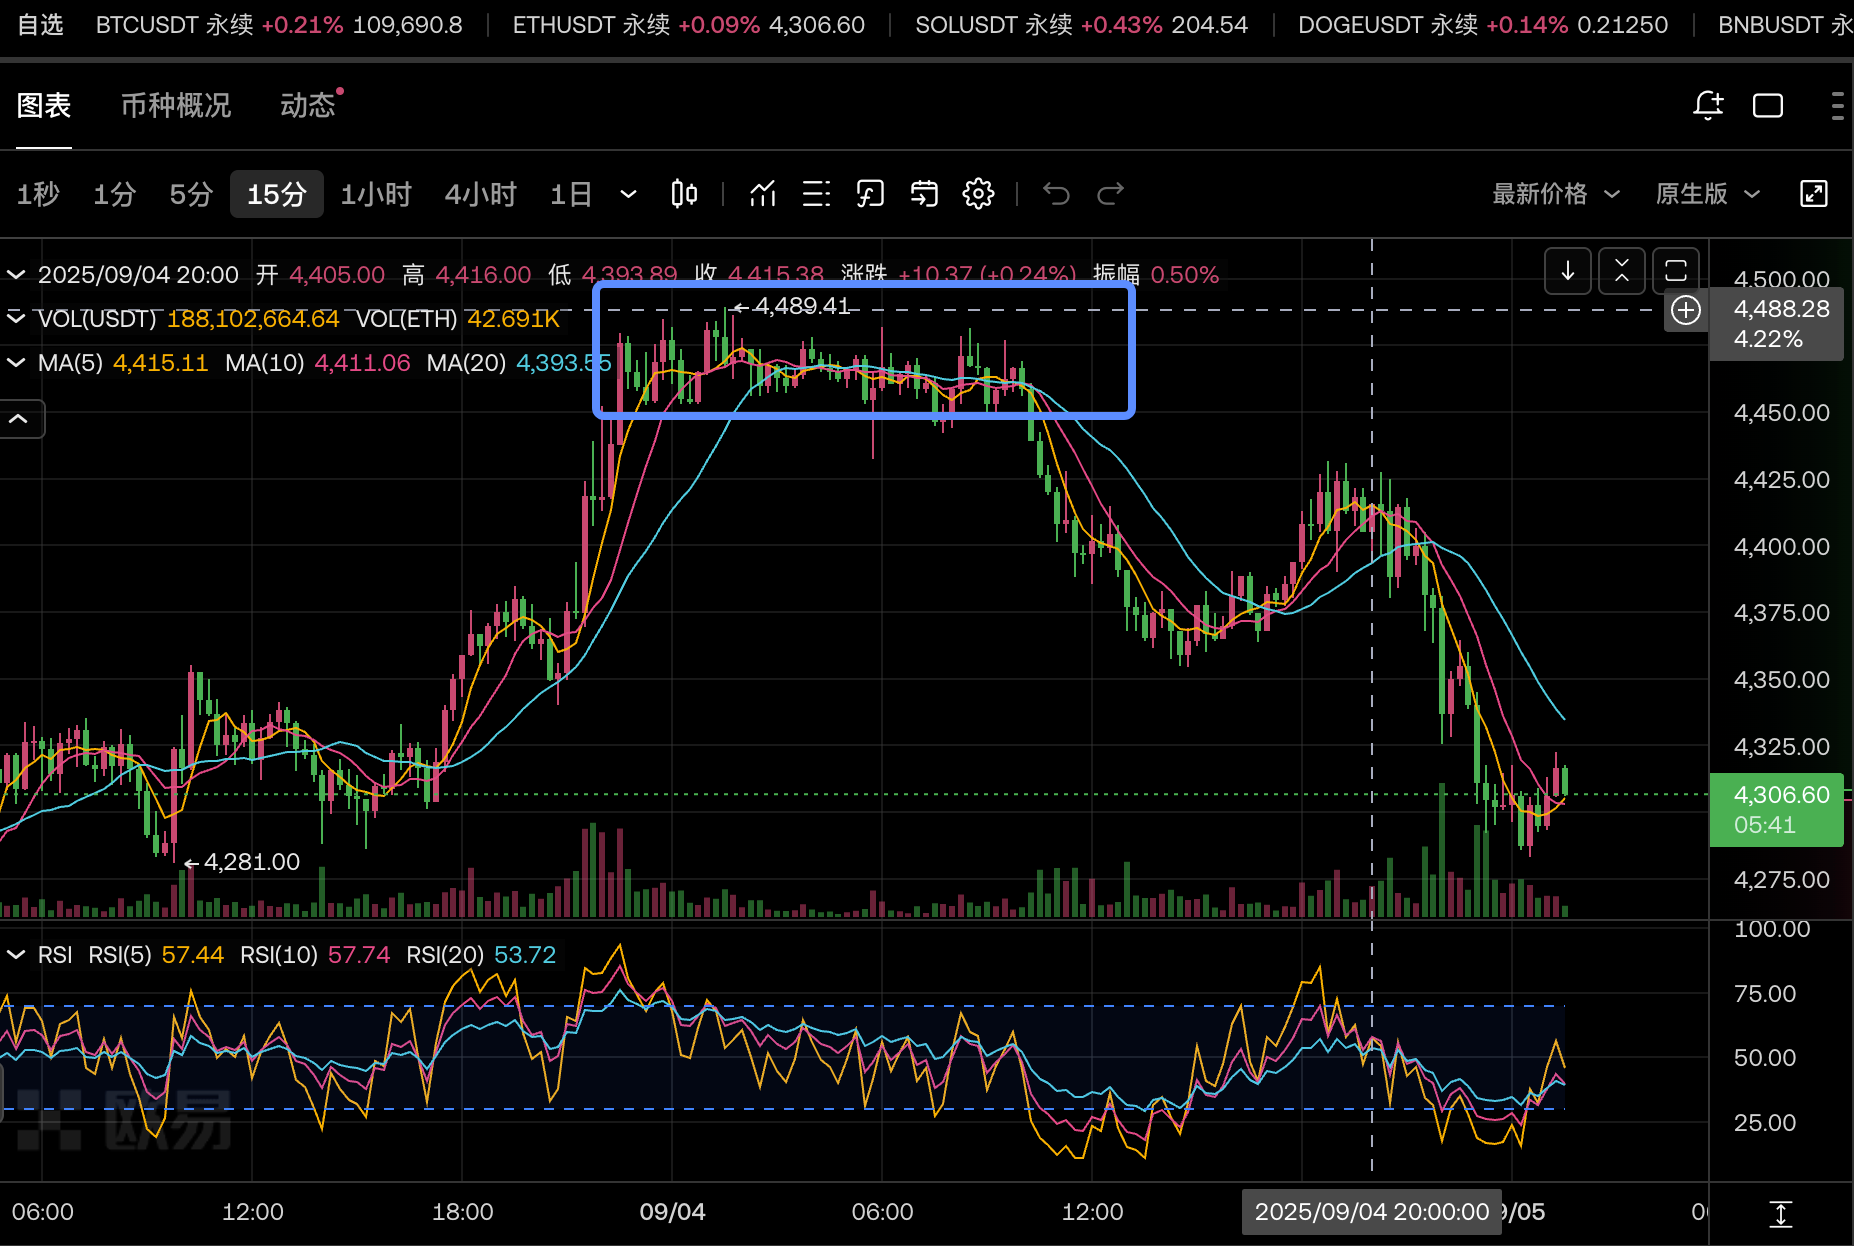 自选 BTCUSDT 永续 +0.21% 109,690.8 ETHUSDT 永续 +0.09% 4,306.60 SOLUSDT 永续 +0.43% 204.54 DOGEUSDT 永续 +0.14% 0.21250 BNBUSDT 永
图表 币种概况 动态
1秒 1分 5分 15分 1小时 4小时 1日 最新价格 原生版
2025/09/04 20:00 开 4,405.00 高 4,416.00 低 4,393.89 收 4,415.38 涨跌 +10.37 (+0.24%) 振幅 0.50%
VOL(USDT) 188,102,664.64 VOL(ETH) 42.691K
MA(5) 4,415.11 MA(10) 4,411.06 MA(20) 4,393.55
4,489.41
4,281.00
4,500.00
4,488.28
4.22%
4,450.00
4,425.00
4,400.00
4,375.00
4,350.00
4,325.00
4,306.60
05:41
4,275.00
RSI RSI(5) 57.44 RSI(10) 57.74 RSI(20) 53.72
100.00
75.00
50.00
25.00
欧易
06:00 12:00 18:00 09/04 06:00 12:00 2025/09/04 20:00:00 9/05